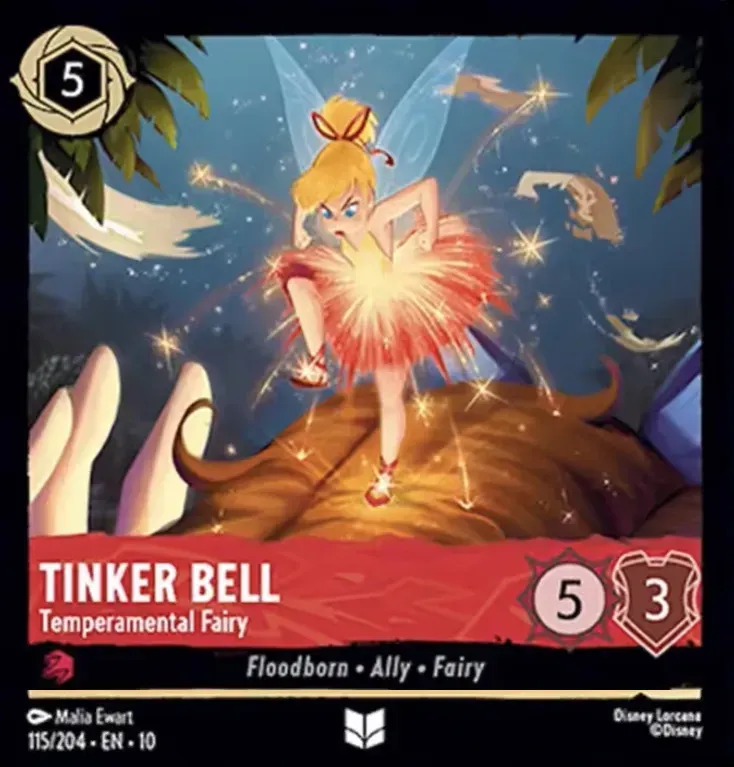 5
TINKER BELL
Temperamental Fairy
5 3
Floodborn • Ally • Fairy
Malia Ewart
Disney Lorcana
115/204 • EN • 10
©Disney